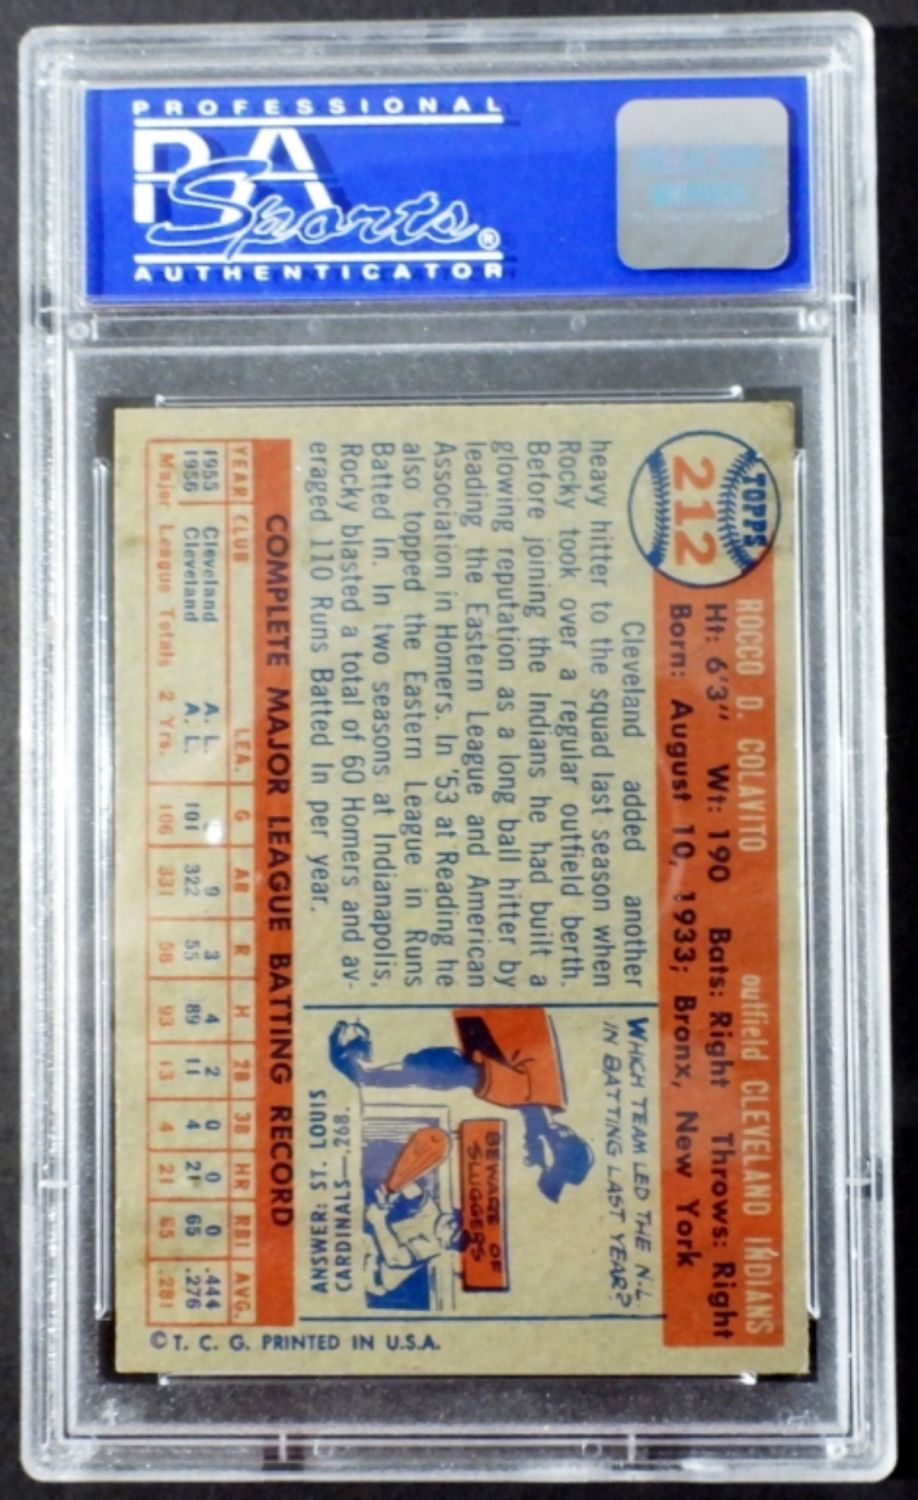 PROFESSIONAL
PSA
Sports®
AUTHENTICATOR
TOPPS
212
ROCCO D. COLAVITO outfield CLEVELAND INDIANS
Ht: 6'3" Wt: 190 Bats: Right Throws: Right
Born: August 10, 1933; Bronx, New York
Cleveland added another
heavy hitter to the squad last season when
Rocky took over a regular outfield berth.
Before joining the Indians he had built a
glowing reputation as a long ball hitter by
leading the Eastern League and American
Association in Homers. In '53 at Reading he
also topped the Eastern League in Runs
Batted In. In two seasons at Indianapolis,
Rocky blasted a total of 60 Homers and av-
eraged 110 Runs Batted In per year.
WHICH TEAM LED THE N.L.
IN BATTING LAST YEAR?
BEWARE OF
SLUGGERS
ANSWER: ST. LOUIS
CARDINALS—.268.
COMPLETE MAJOR LEAGUE BATTING RECORD
YEAR CLUB LEA. G AB R H 2B 3B HR RBI AVG.
1955 Cleveland A. L. 9 3 4 2 0 0 0 .444
1956 Cleveland A. L. 101 322 55 89 11 4 21 65 .276
Major League Totals 2 Yrs. 106 331 58 93 13 4 21 65 .281
© T. C. G. PRINTED IN U.S.A.